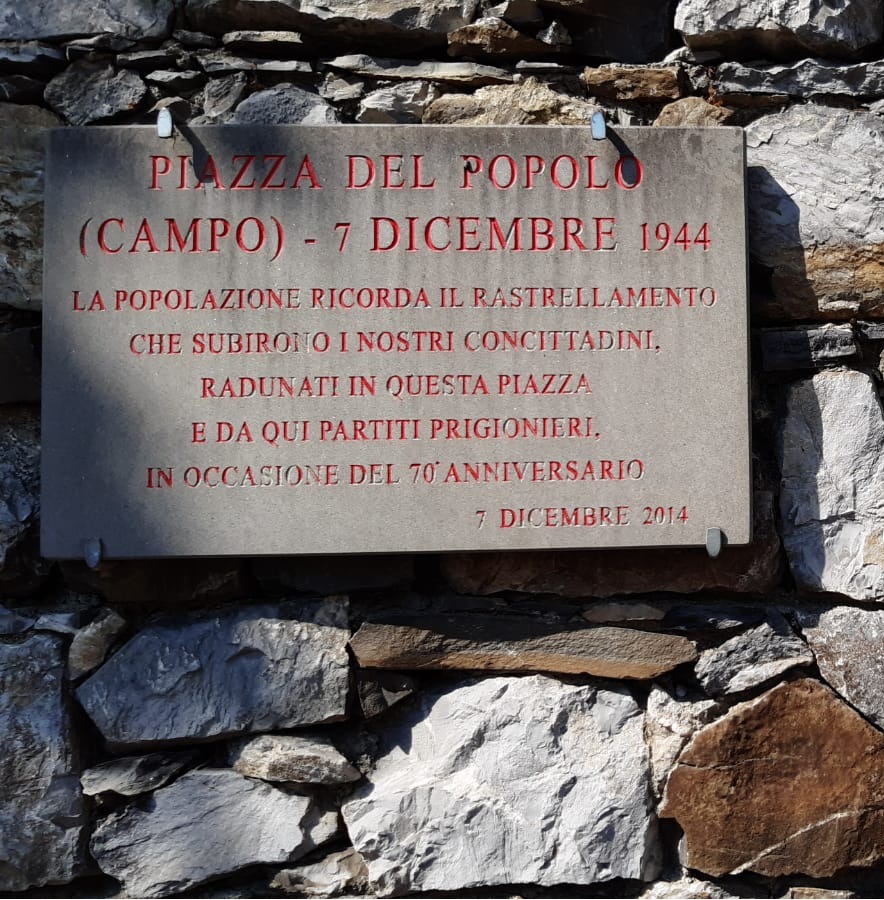 PIAZZA DEL POPOLO
(CAMPO) - 7 DICEMBRE 1944
LA POPOLAZIONE RICORDA IL RASTRELLAMENTO
CHE SUBIRONO I NOSTRI CONCITTADINI,
RADUNATI IN QUESTA PIAZZA
E DA QUI PARTITI PRIGIONIERI,
IN OCCASIONE DEL 70° ANNIVERSARIO
7 DICEMBRE 2014